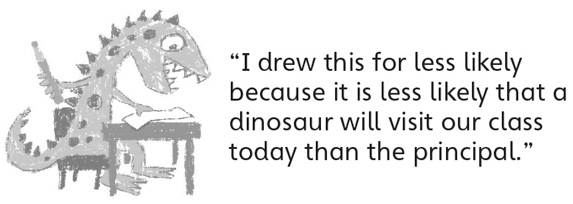 “I drew this for less likely
because it is less likely that a
dinosaur will visit our class
today than the principal.”